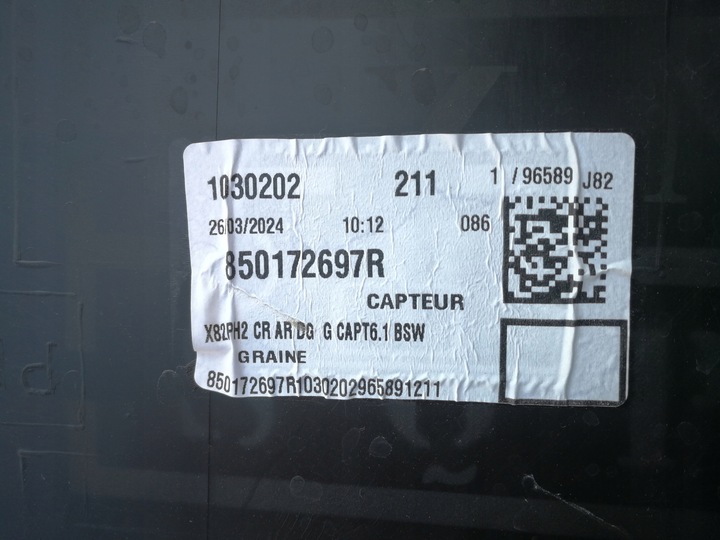 1030202 211 1 / 96589 J82
26/03/2024 10:12 086
850172697R
CAPTEUR
X82PH2 CR AR DG G CAPT6.1 BSW
GRAINE
850172697R1030202965891211